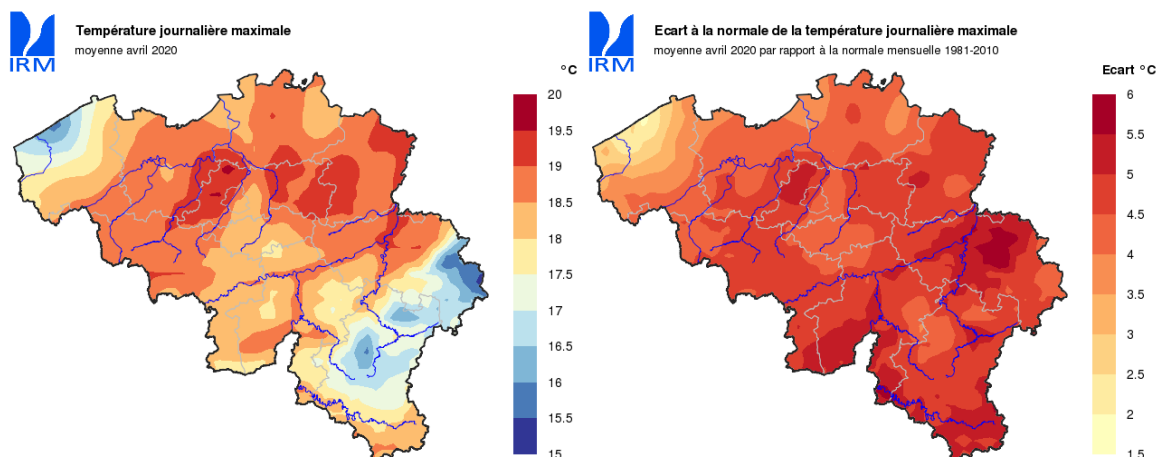 IRM
Température journalière maximale
moyenne avril 2020
°C
20
19.5
19
18.5
18
17.5
17
16.5
16
15.5
15
IRM
Ecart à la normale de la température journalière maximale
moyenne avril 2020 par rapport à la normale mensuelle 1981-2010
Ecart °C
6
5.5
5
4.5
4
3.5
3
2.5
2
1.5